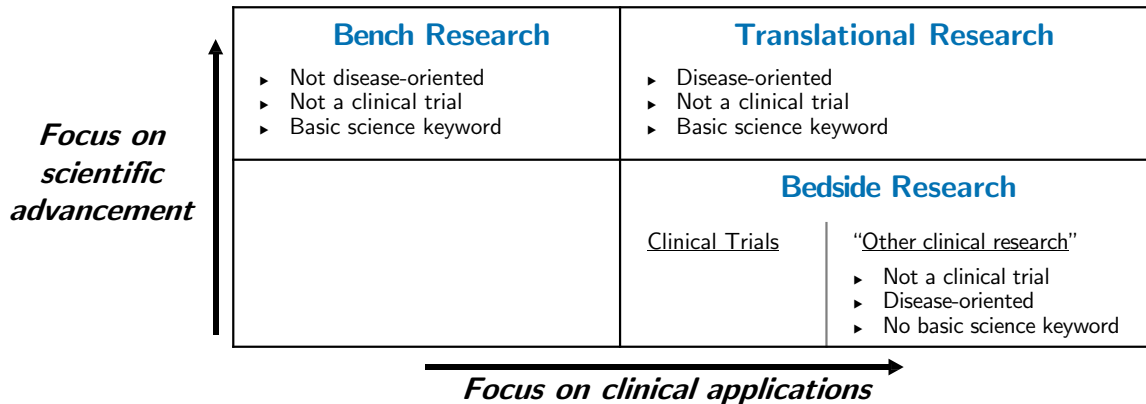 Bench Research
► Not disease-oriented
► Not a clinical trial
► Basic science keyword
Translational Research
► Disease-oriented
► Not a clinical trial
► Basic science keyword
Focus on
scientific
advancement
Bedside Research
Clinical Trials
“Other clinical research”
► Not a clinical trial
► Disease-oriented
► No basic science keyword
Focus on clinical applications